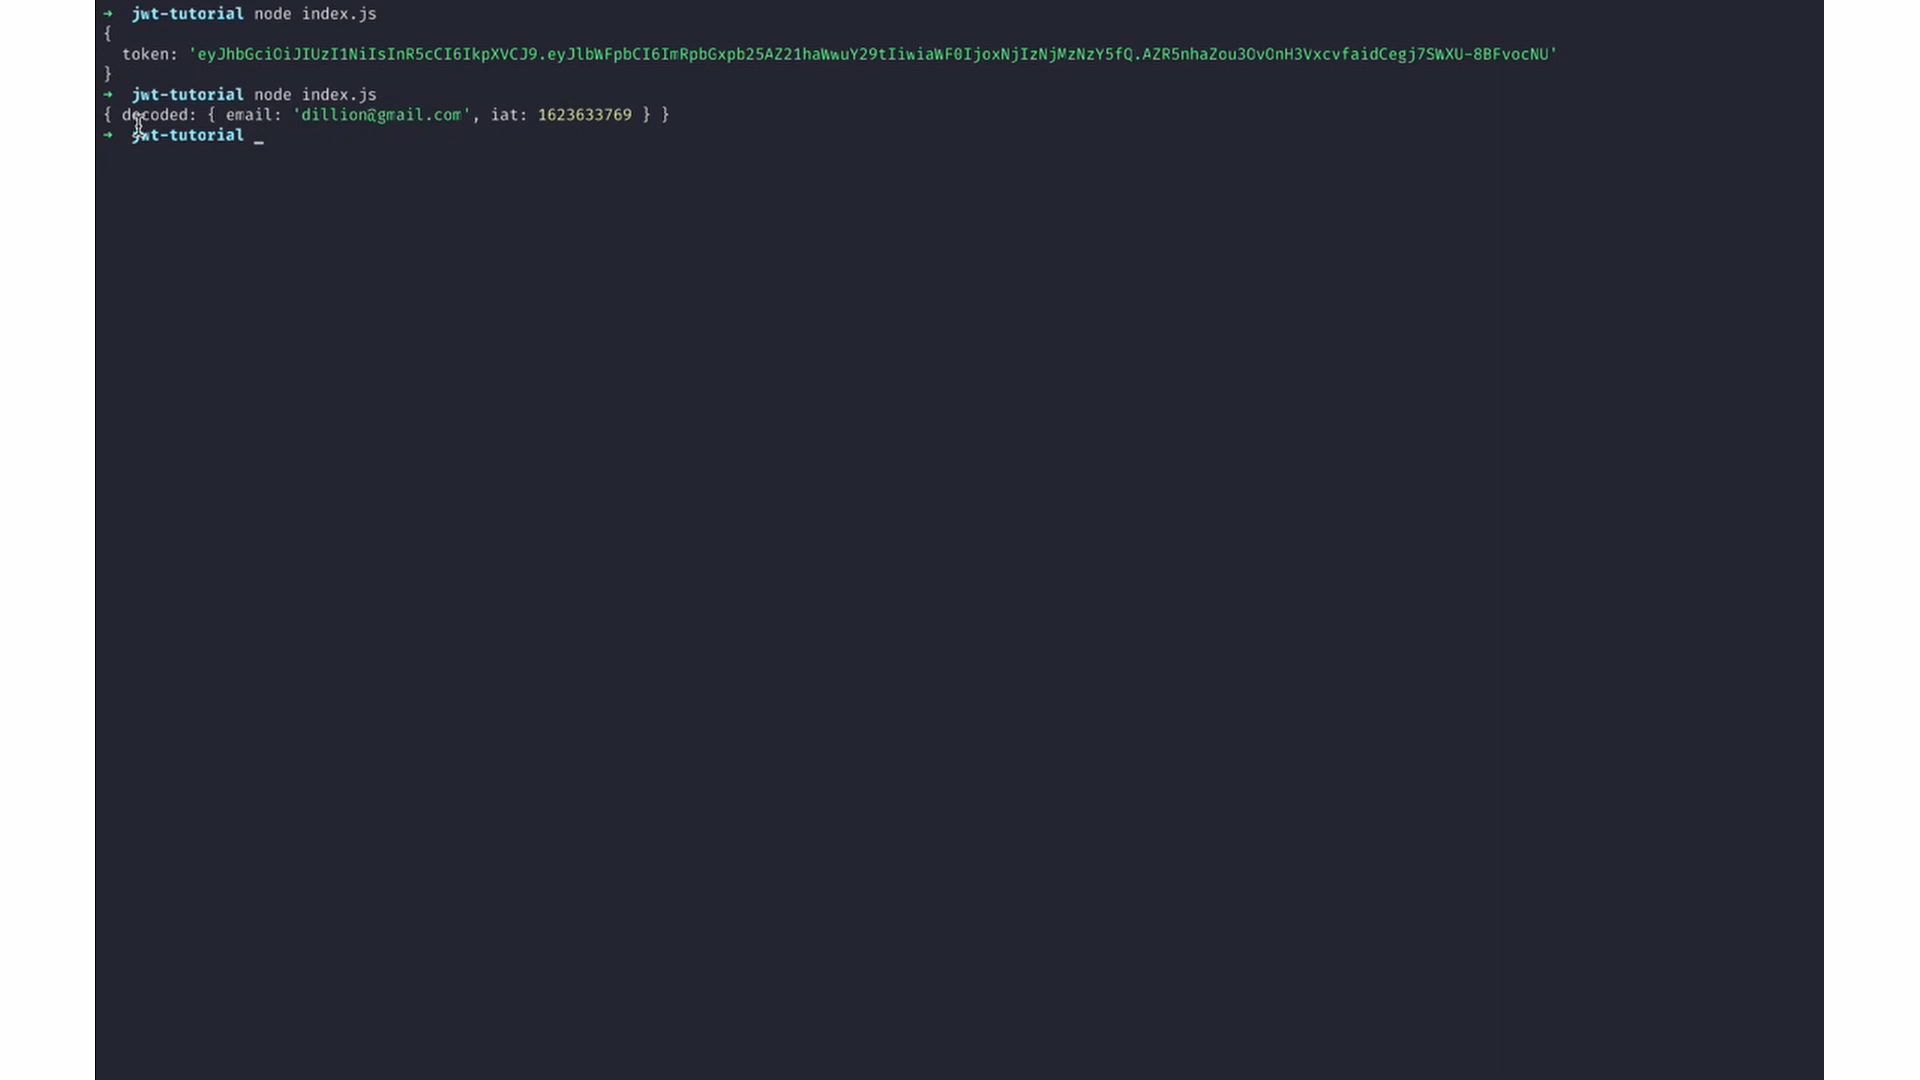 ➜ jwt-tutorial node index.js
{
token: 'eyJhbGciOiJIUzI1NiIsInR5cCI6IkpXVCJ9.eyJlbWFpbCI6ImRpbGxpb25AZ21haWwuY29tIiwiaWF0IjoxNjIzNjMzNzY5fQ.AZR5nhaZou3OvOnH3VxcvfaidCegj7SWXU-8BFvocNU'
}
➜ jwt-tutorial node index.js
{ decoded: { email: 'dillion@gmail.com', iat: 1623633769 } }
➜ jwt-tutorial _